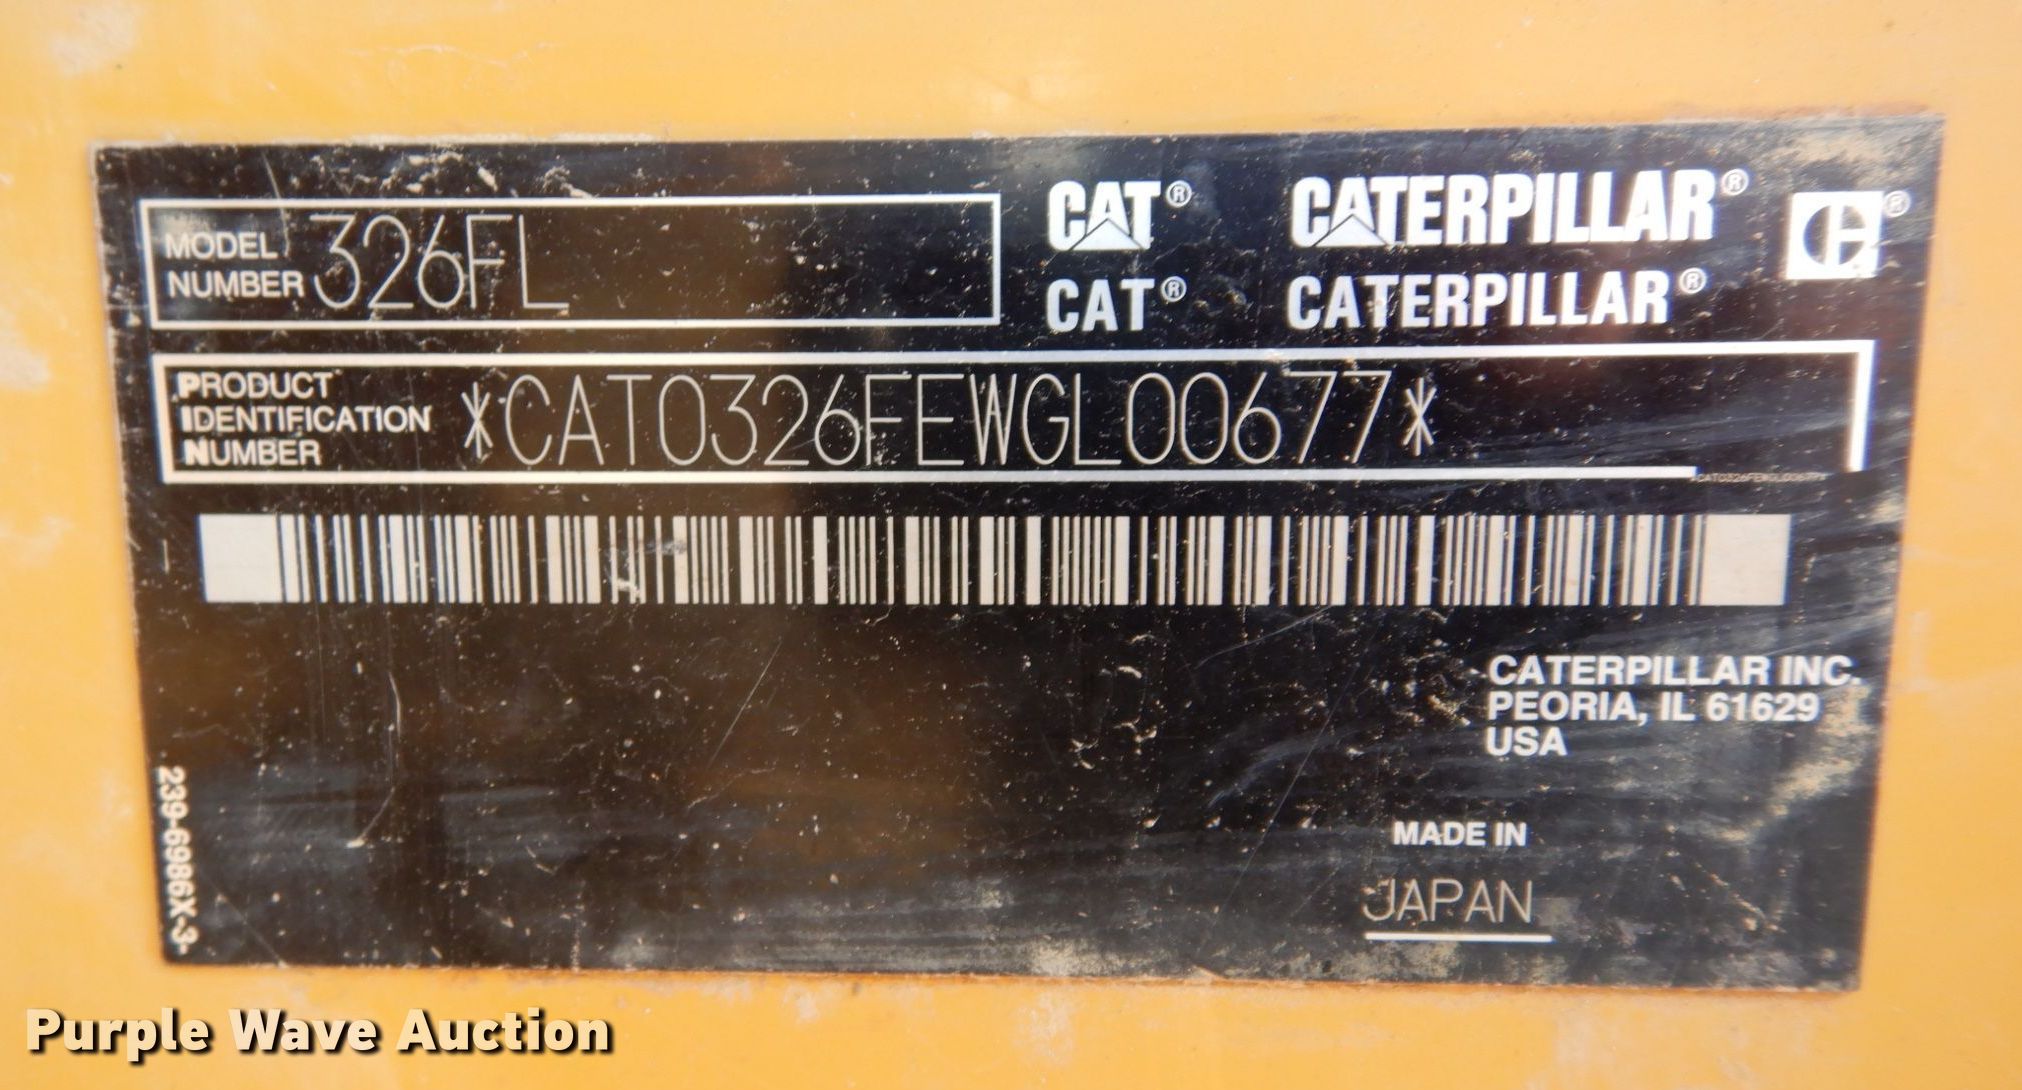 MODEL
NUMBER 326FL
CAT® CATERPILLAR® ®
CAT® CATERPILLAR®
PRODUCT
IDENTIFICATION
NUMBER *CAT0326FEWGL00677*
*CAT0326FEWGL00677*
CATERPILLAR INC.
PEORIA, IL 61629
USA
MADE IN
JAPAN
239-6986X-3-
Purple Wave Auction